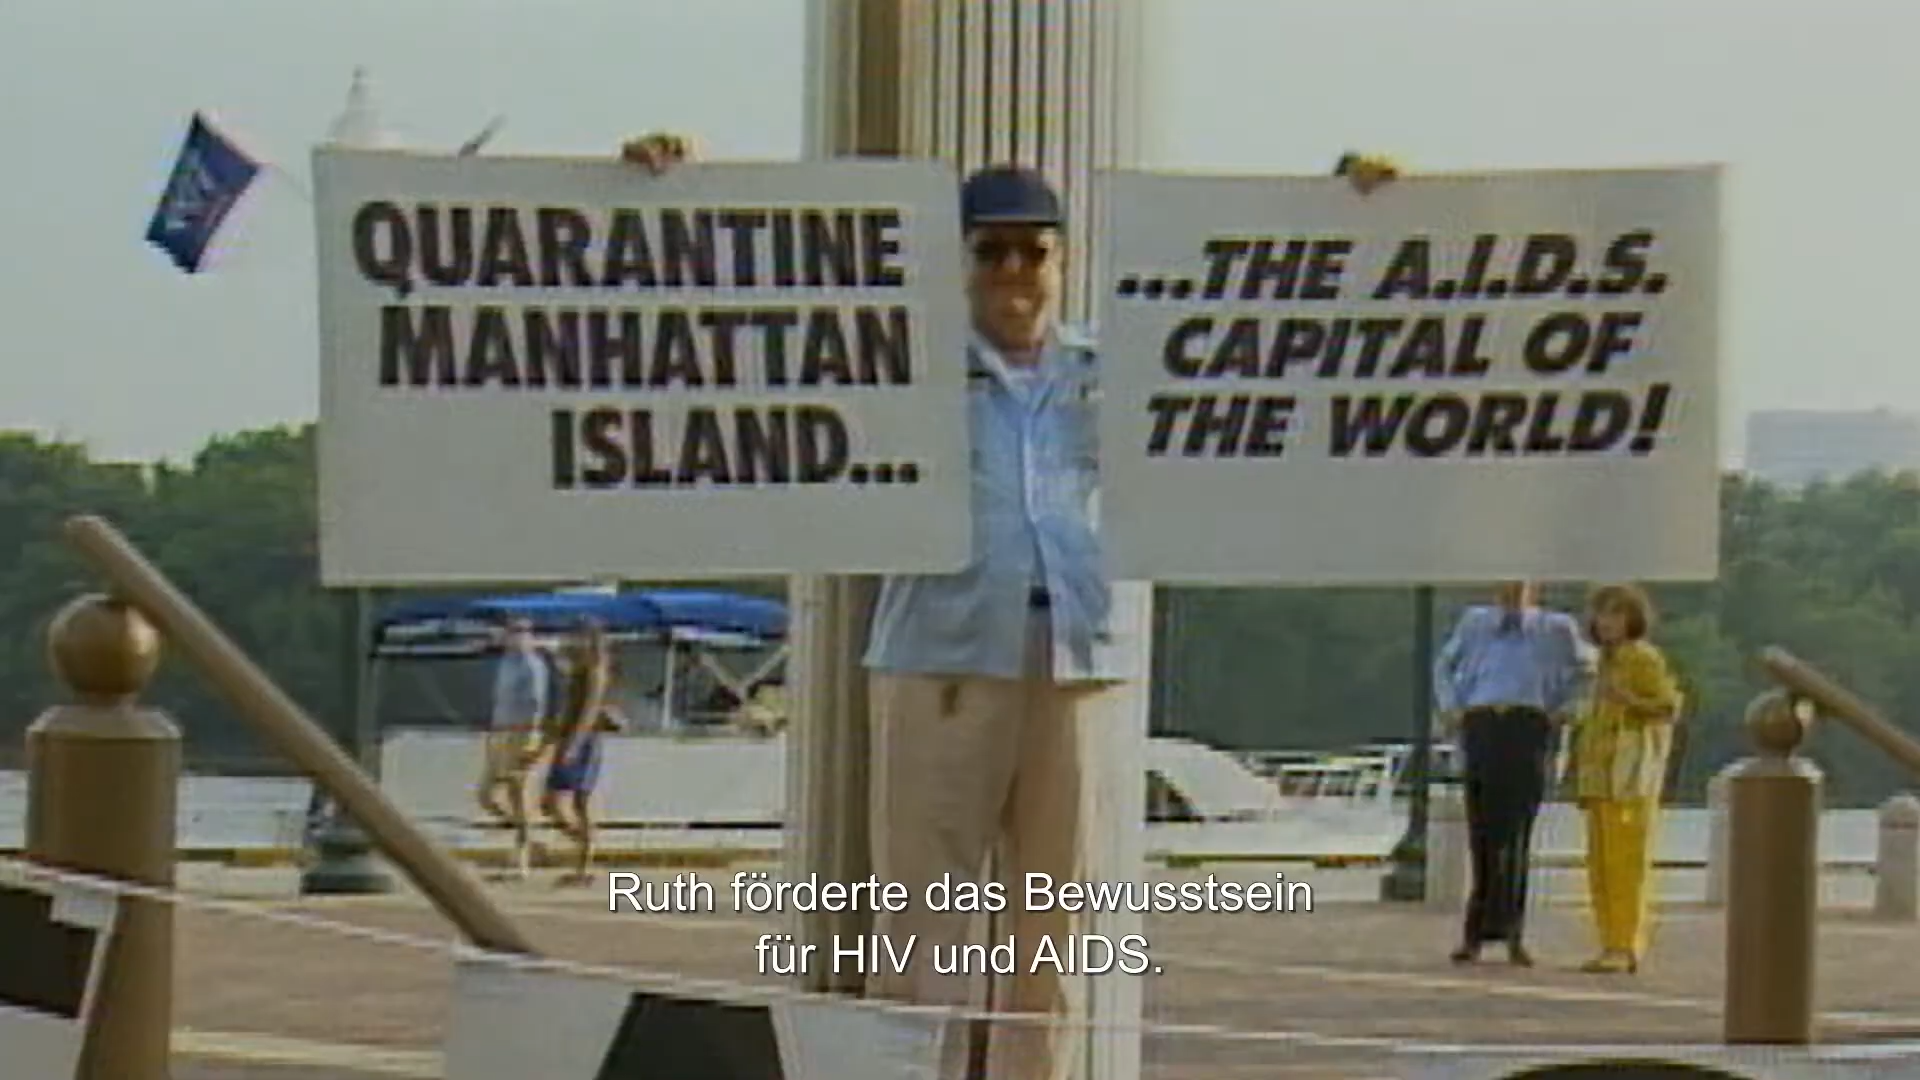 QUARANTINE
MANHATTAN
ISLAND...
...THE A.I.D.S.
CAPITAL OF
THE WORLD!
Ruth förderte das Bewusstsein
für HIV und AIDS.